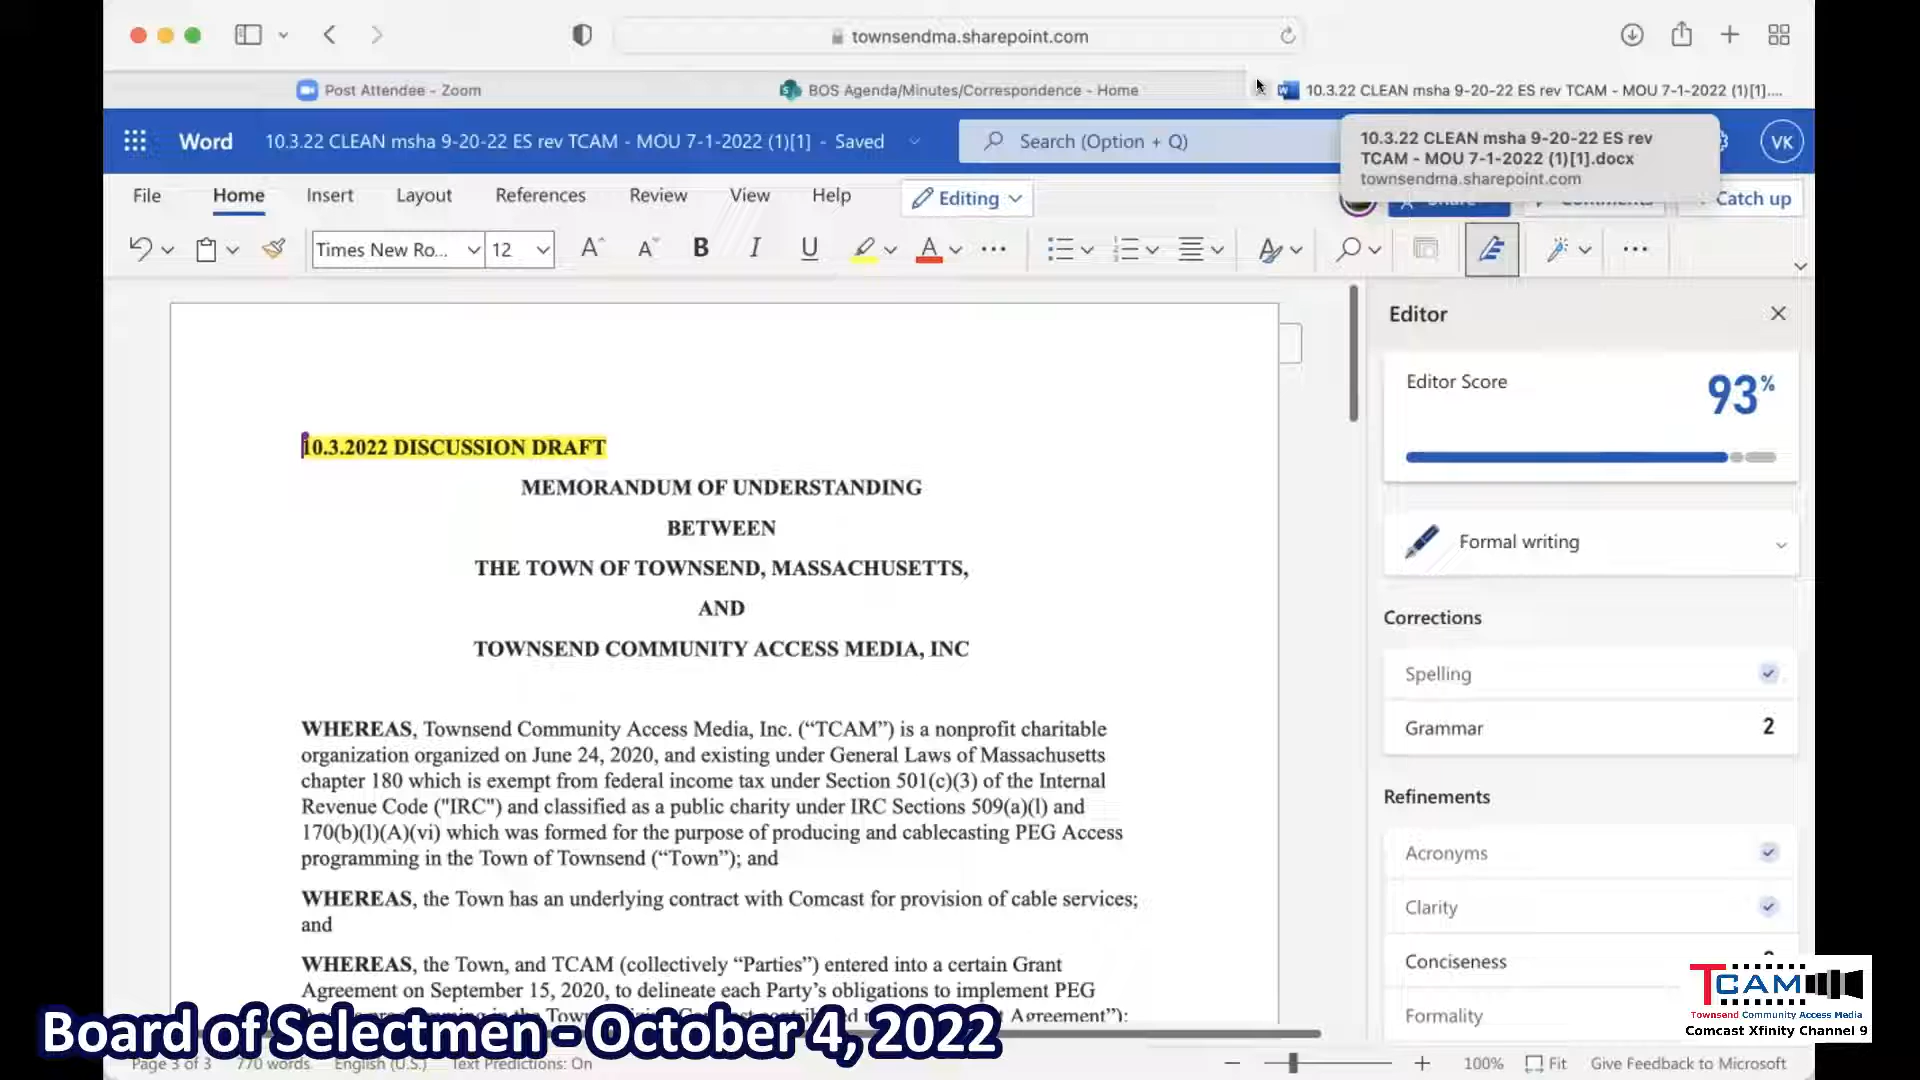 townsendma.sharepoint.com
Post Attendee - Zoom
BOS Agenda/Minutes/Correspondence - Home
10.3.22 CLEAN msha 9-20-22 ES rev TCAM - MOU 7-1-2022 (1)[1]....
Word
10.3.22 CLEAN msha 9-20-22 ES rev TCAM - MOU 7-1-2022 (1)[1] - Saved
Search (Option + Q)
VK
10.3.22 CLEAN msha 9-20-22 ES rev
TCAM - MOU 7-1-2022 (1)[1].docx
townsendma.sharepoint.com
File Home Insert References Layout Review View Help
Editing
Share
Comments
Catch up
Times New Ro...
12
10.3.2022 DISCUSSION DRAFT
MEMORANDUM OF UNDERSTANDING
BETWEEN
THE TOWN OF TOWNSEND, MASSACHUSETTS,
AND
TOWNSEND COMMUNITY ACCESS MEDIA, INC
WHEREAS, Townsend Community Access Media, Inc. (“TCAM”) is a nonprofit charitable
organization organized on June 24, 2020, and existing under General Laws of Massachusetts
chapter 180 which is exempt from federal income tax under Section 501(c)(3) of the Internal
Revenue Code ("IRC") and classified as a public charity under IRC Sections 509(a)(l) and
170(b)(l)(A)(vi) which was formed for the purpose of producing and cablecasting PEG Access
programming in the Town of Townsend (“Town”); and
WHEREAS, the Town has an underlying contract with Comcast for provision of cable services;
and
WHEREAS, the Town, and TCAM (collectively “Parties”) entered into a certain Grant
Agreement on September 15, 2020, to delineate each Party’s obligations to implement PEG
Agreement”);
Editor
Editor Score
93%
Formal writing
Corrections
Spelling
Grammar
2
Refinements
Acronyms
Clarity
Conciseness
Formality
TCAM
Townsend Community Access Media
Comcast Xfinity Channel 9
Board of Selectmen - October 4, 2022
Page 3 of 3
770 words
English (U.S.)
Text Predictions: On
100%
Fit
Give Feedback to Microsoft